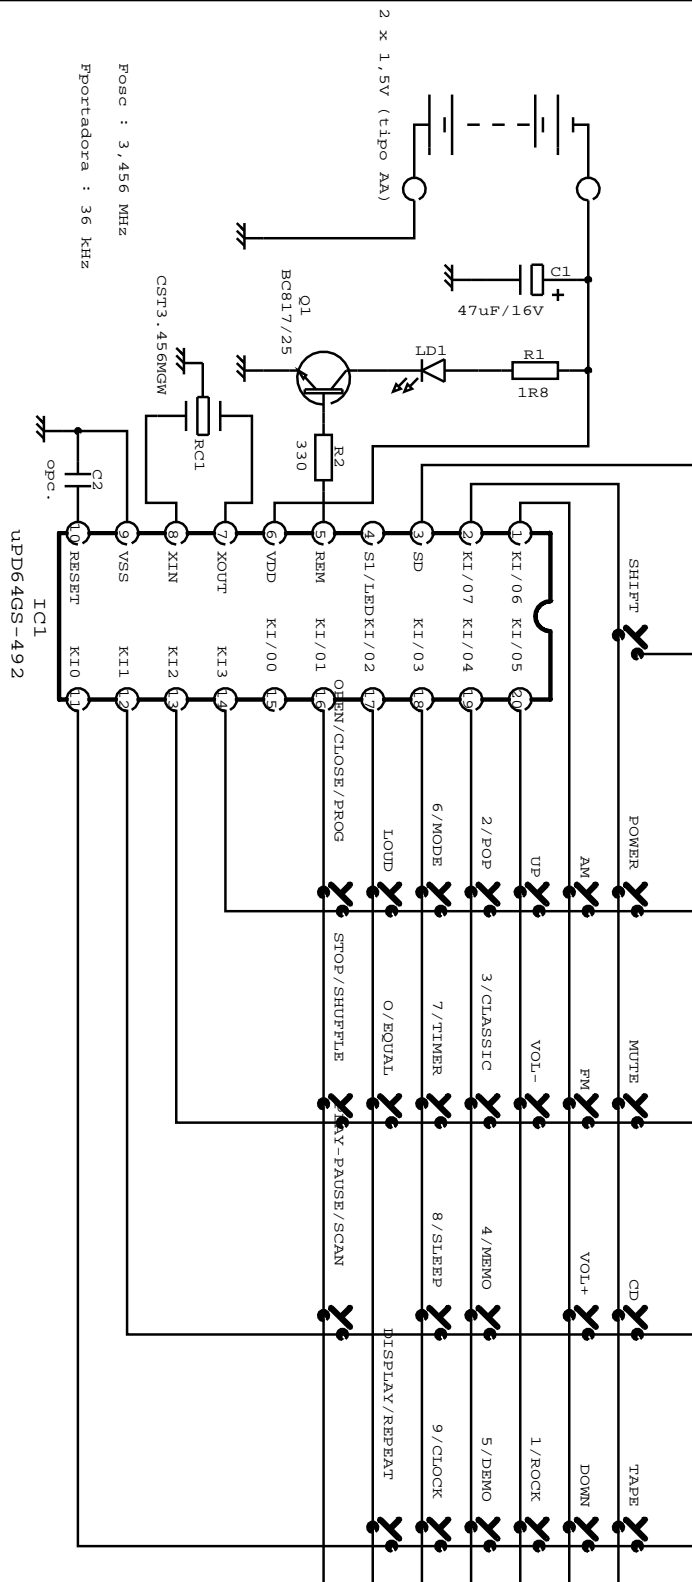 2 x 1,5V (tipo AA)
Fosc : 3,456 MHz
Fportadora : 36 kHz
C1
+
47uF/16V
Q1
BC817/25
LD1
R1
1R8
CST3.456MGW
RC1
R2
330
C2
opc.
10 9 8 7 6 5 4 3 2 1
RESET VSS XIN XOUT VDD REM S1/LED SD KI/07 KI/06
KI0 KI1 KI2 KI3 KI/00 KI/01 KI/02 KI/03 KI/04 KI/05
11 12 13 14 15 16 17 18 19 20
IC1
uPD64GS-492
SHIFT
OPEN/CLOSE/PROG
LOUD
6/MODE
2/POP
UP
AM
POWER
STOP/SHUFFLE
0/EQUAL
7/TIMER
3/CLASSIC
VOL-
FM
MUTE
PLAY-PAUSE/SCAN
8/SLEEP
4/MEMO
VOL+
CD
DISPLAY/REPEAT
9/CLOCK
5/DEMO
1/ROCK
DOWN
TAPE